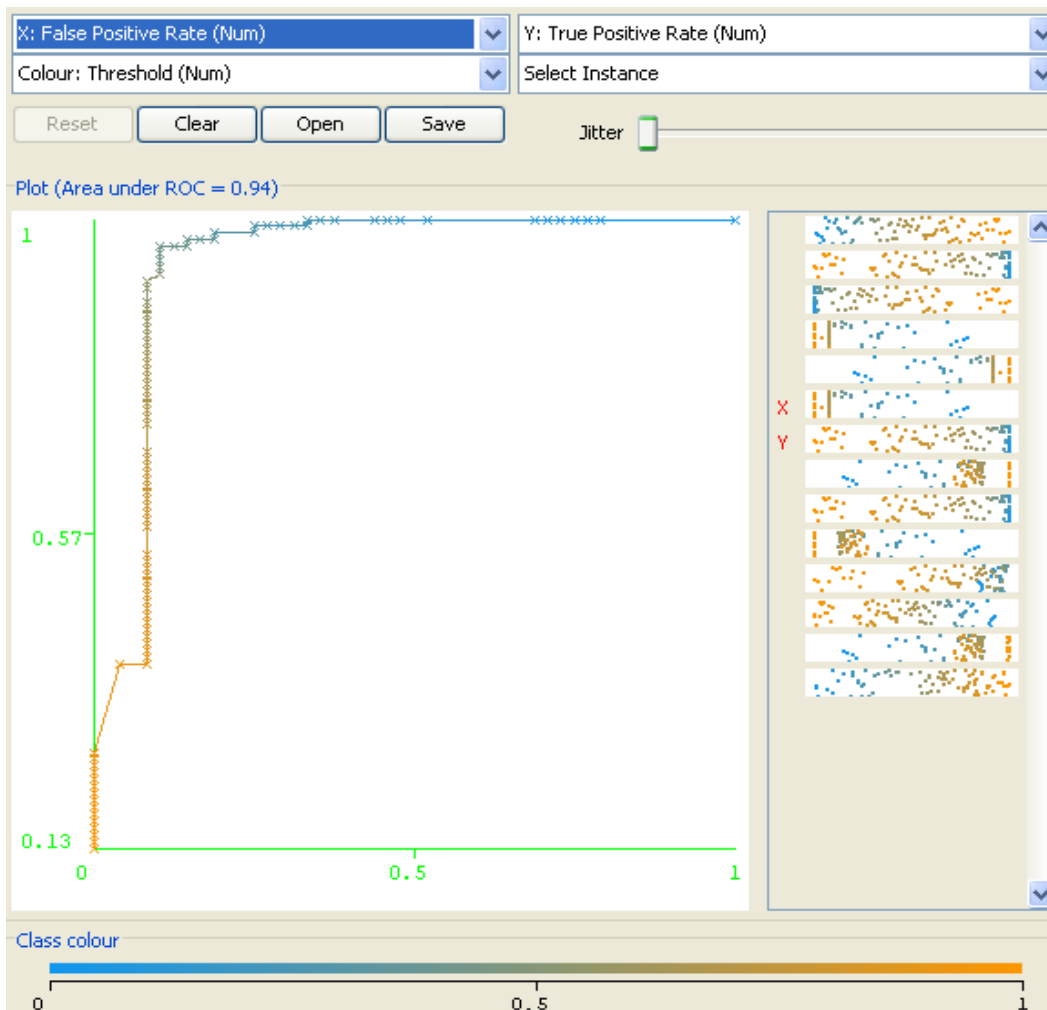 X: False Positive Rate (Num)
Y: True Positive Rate (Num)
Colour: Threshold (Num)
Select Instance
Reset
Clear
Open
Save
Jitter
Plot (Area under ROC = 0.94)
1
0.57
0.13
0
0.5
1
X
Y
Class colour
0
0.5
1